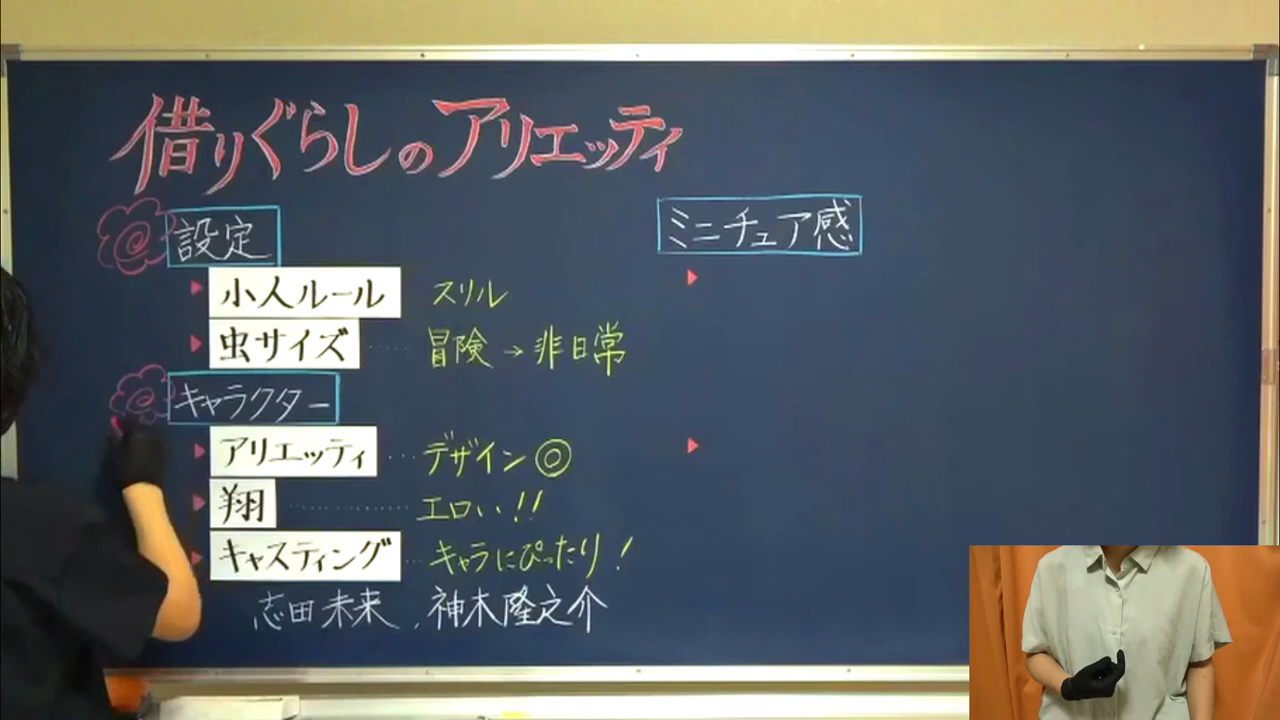 借りぐらしのアリエッティ
設定
小人ルール スリル
虫サイズ 冒険→非日常
キャラクター
アリエッティ デザイン◎
翔 エロい!!
キャスティング キャラにぴったり!
志田未来、神木隆之介
ミニチュア感